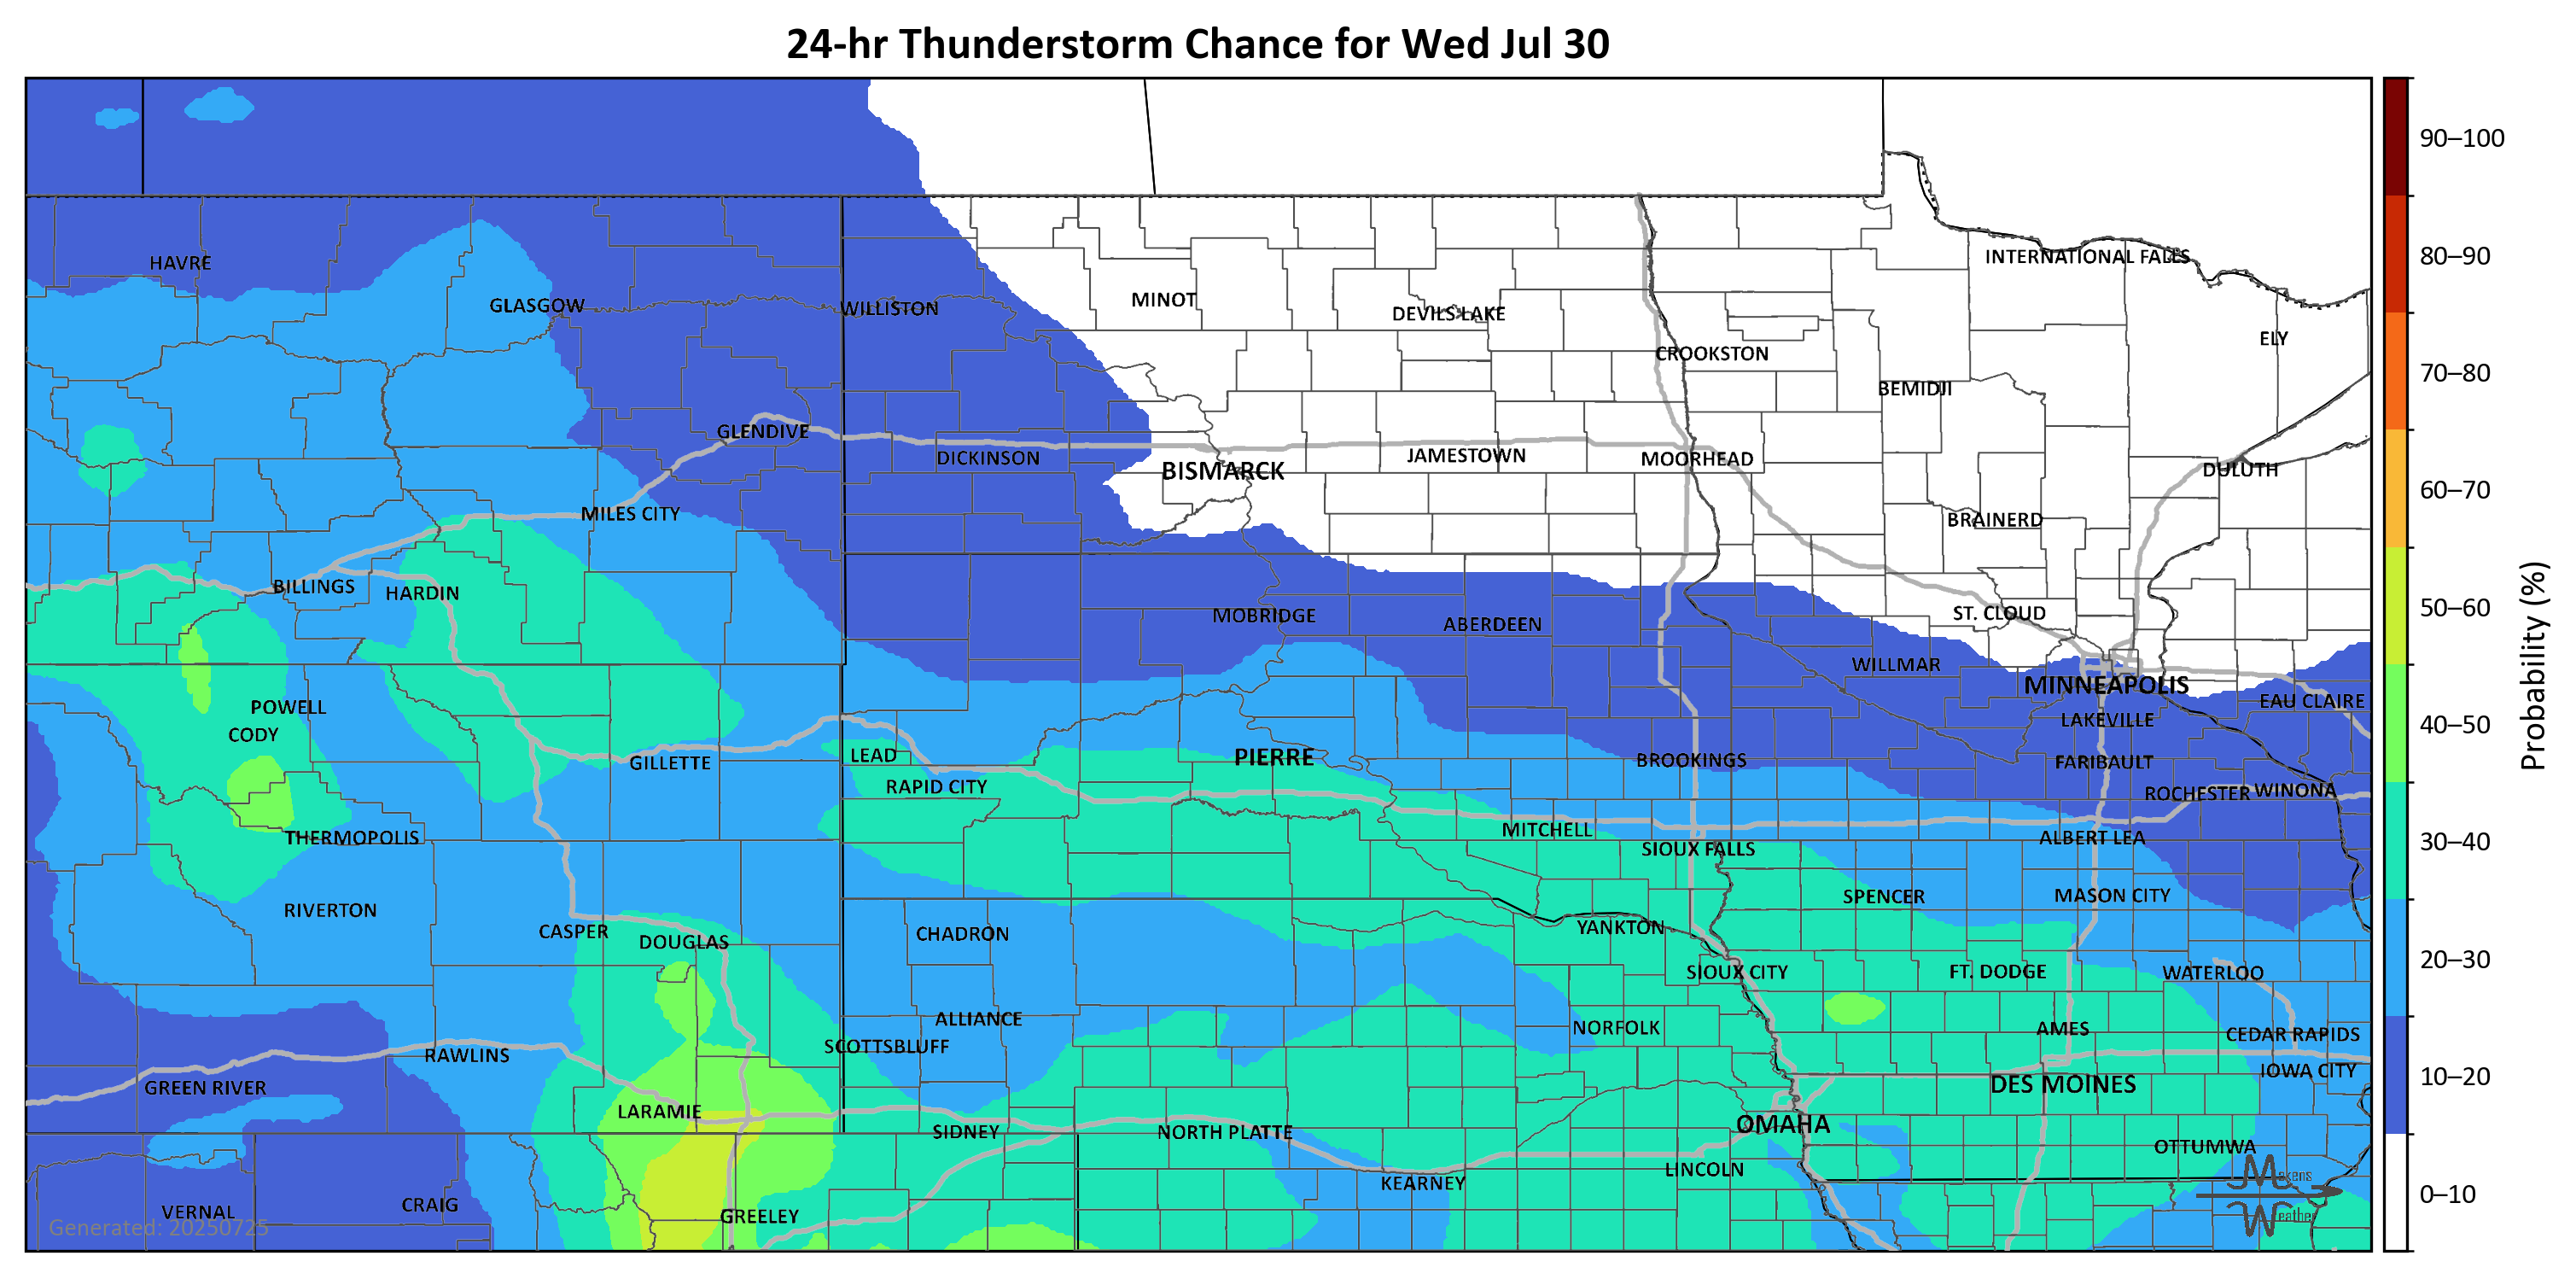 24-hr Thunderstorm Chance for Wed Jul 30
90–100
INTERNATIONAL FALLS
80–90
HAVRE
MINOT
GLASGOW
WILLISTON
DEVILS LAKE
ELY
CROOKSTON
70–80
BEMIDJI
GLENDIVE
DICKINSON
JAMESTOWN
MOORHEAD
BISMARCK
DULUTH
60–70
MILES CITY
BRAINERD
BILLINGS
HARDIN
50–60
MOBRIDGE
ABERDEEN
ST. CLOUD
WILLMAR
Probability (%)
MINNEAPOLIS
EAU CLAIRE
POWELL
LAKEVILLE
40–50
CODY
LEAD
PIERRE
BROOKINGS
FARIBAULT
GILLETTE
RAPID CITY
ROCHESTER
WINONA
THERMOPOLIS
MITCHELL
ALBERT LEA
30–40
SIOUX FALLS
SPENCER
MASON CITY
RIVERTON
CASPER
DOUGLAS
CHADRON
YANKTON
20–30
SIOUX CITY
FT. DODGE
WATERLOO
ALLIANCE
NORFOLK
AMES
CEDAR RAPIDS
SCOTTSBLUFF
RAWLINS
IOWA CITY
10–20
GREEN RIVER
DES MOINES
LARAMIE
OMAHA
SIDNEY
NORTH PLATTE
OTTUMWA
LINCOLN
Makens
KEARNEY
0–10
CRAIG
VERNAL
GREELEY
Weather
Generated: 20250725